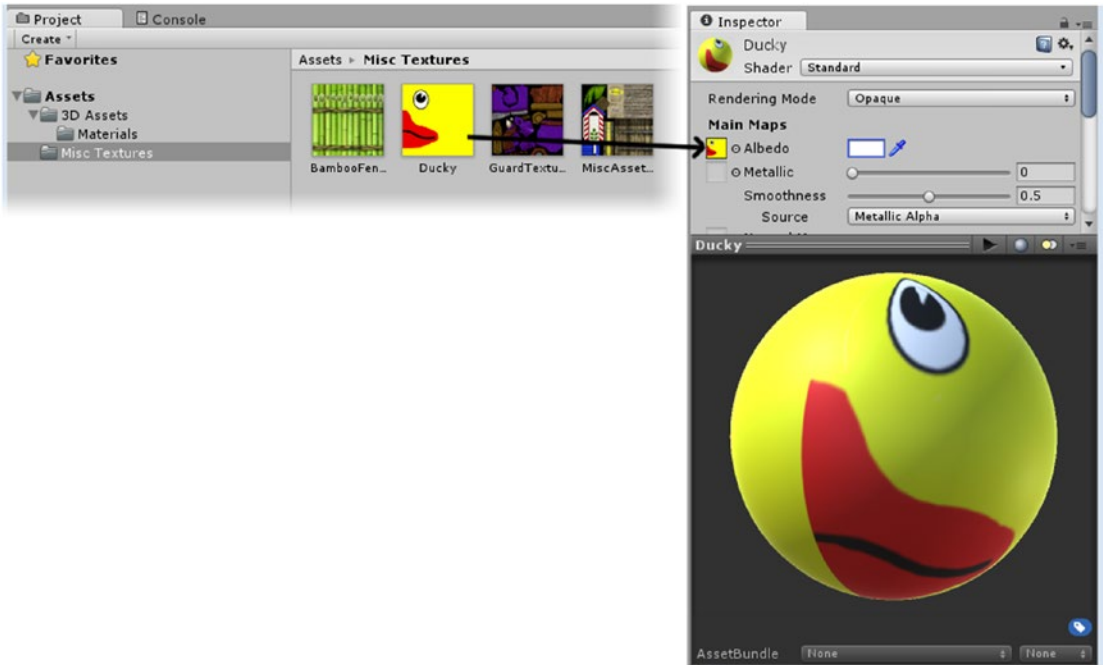 Project Console
Create
Favorites
Assets
3D Assets
Materials
Misc Textures
Assets ▸ Misc Textures
BambooFen... Ducky GuardTextu... MiscAsset...
Inspector
Ducky
Shader Standard
Rendering Mode Opaque
Main Maps
Albedo
Metallic 0
Smoothness 0.5
Source Metallic Alpha
Ducky
AssetBundle None None